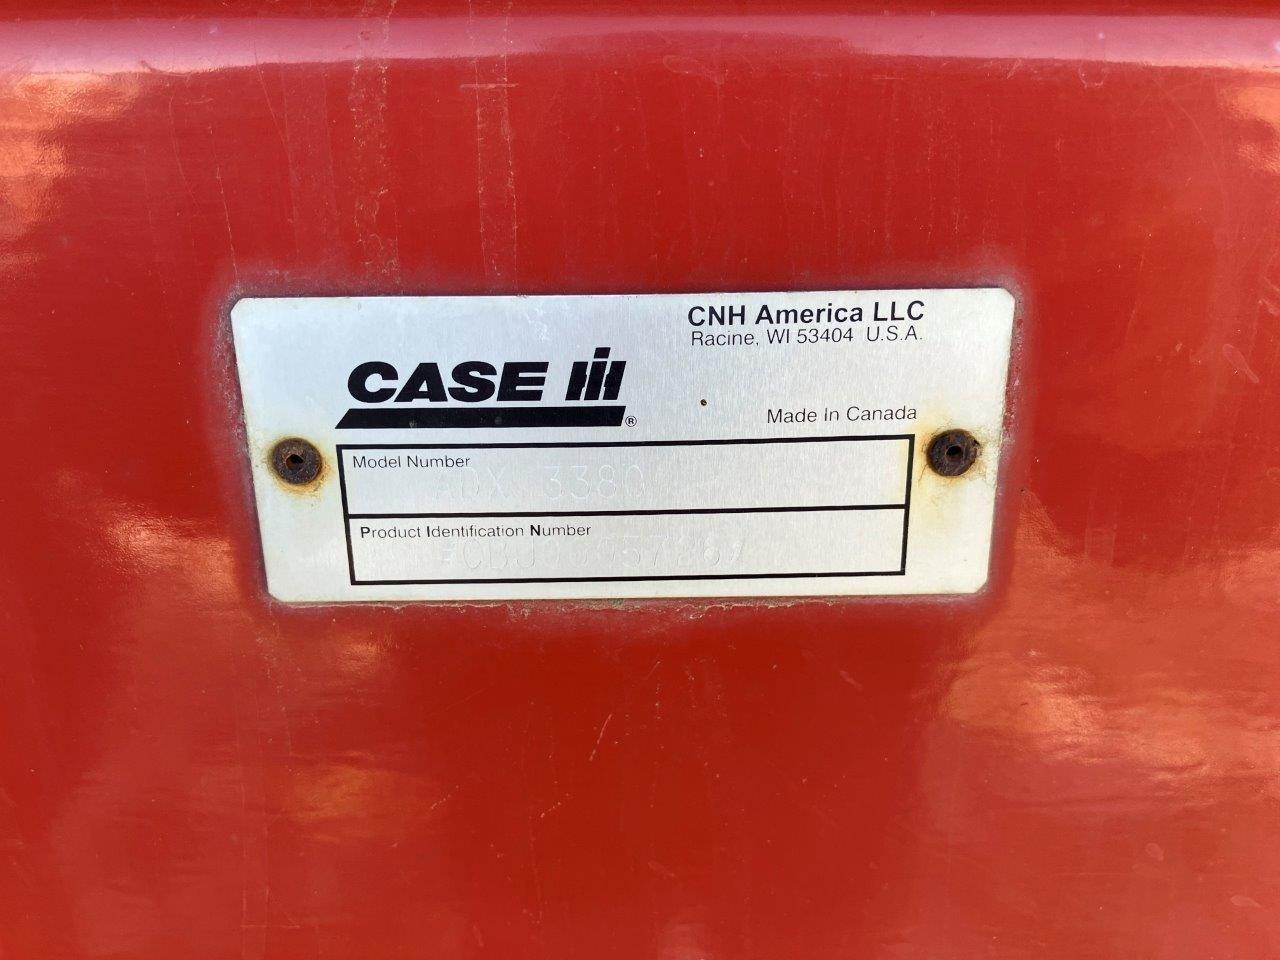 CNH America LLC
Racine, WI 53404 U.S.A.
CASE IH
®
Made In Canada
Model Number
ADX 3380
Product Identification Number